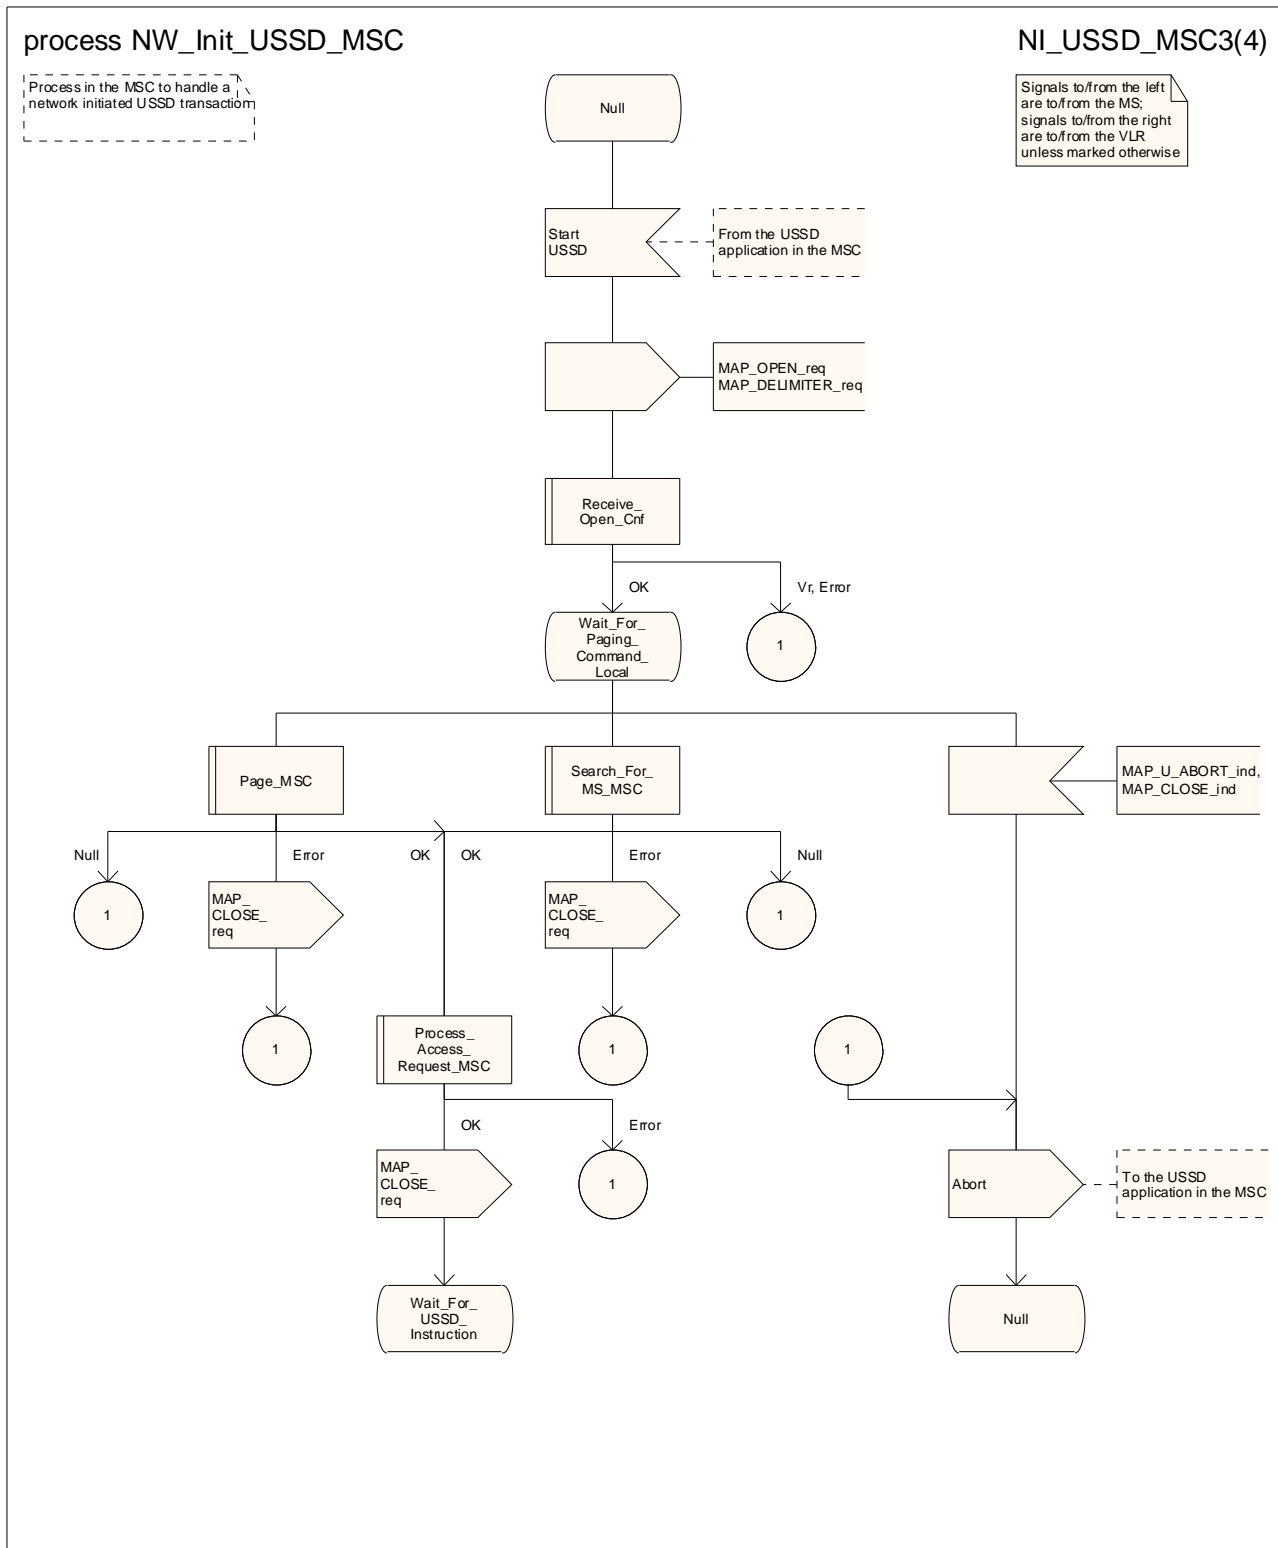 process NW_Init_USSD_MSC
NI_USSD_MSC3(4)
Process in the MSC to handle a
network initiated USSD transaction
Signals to/from the left
are to/from the MS;
signals to/from the right
are to/from the VLR
unless marked otherwise
Null
Start
USSD
From the USSD
application in the MSC
MAP_OPEN_req
MAP_DELIMITER_req
Receive_
Open_Cnf
OK
Vr, Error
Wait_For_
Paging_
Command_
Local
1
Page_MSC
Search_For_
MS_MSC
MAP_U_ABORT_ind,
MAP_CLOSE_ind
Null
Error
OK
OK
Error
Null
1
MAP_
CLOSE_
req
MAP_
CLOSE_
req
1
1
Process_
Access_
Request_MSC
1
1
OK
Error
MAP_
CLOSE_
req
1
Abort
To the USSD
application in the MSC
Wait_For_
USSD_
Instruction
Null